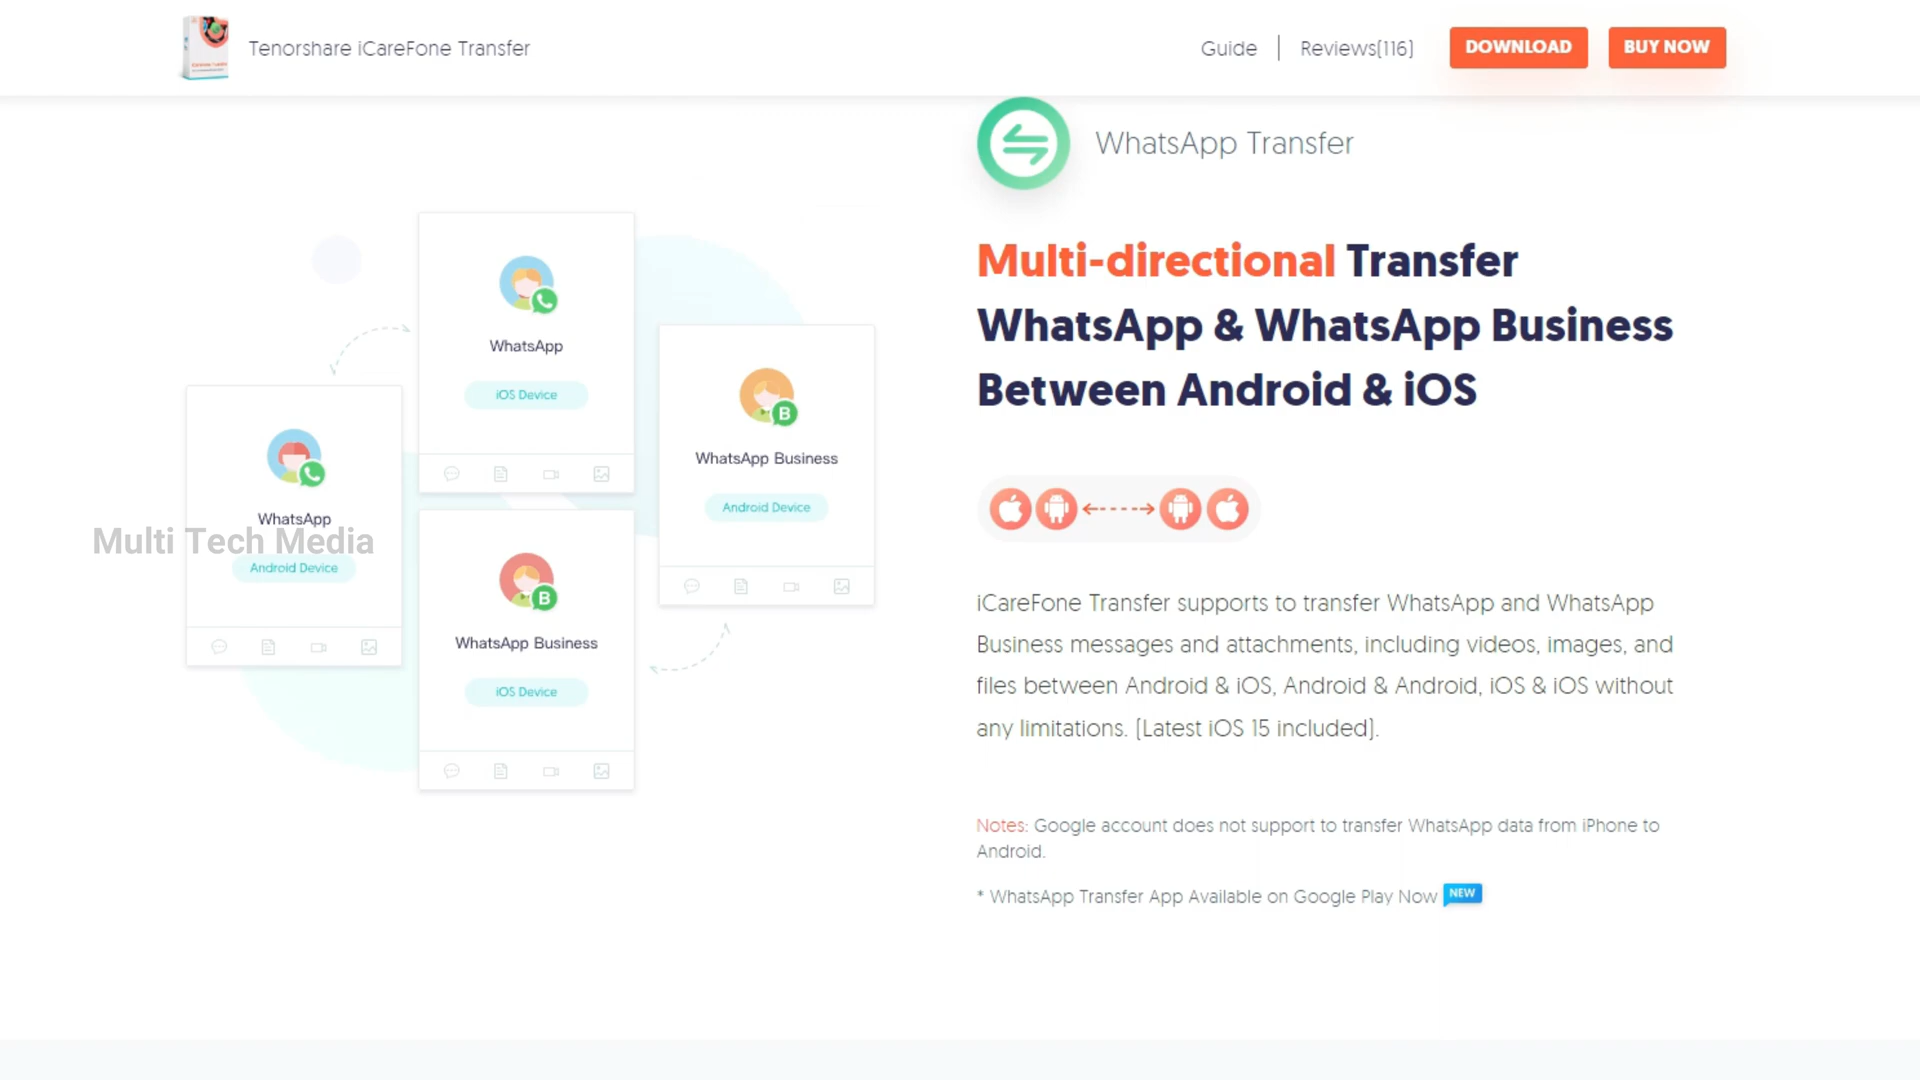 Tenorshare iCareFone Transfer
Guide
Reviews(116)
DOWNLOAD
BUY NOW
WhatsApp Transfer
Multi-directional Transfer
WhatsApp & WhatsApp Business
Between Android & iOS
WhatsApp
iOS Device
WhatsApp Business
Android Device
WhatsApp
Android Device
Multi Tech Media
WhatsApp Business
iOS Device
iCareFone Transfer supports to transfer WhatsApp and WhatsApp
Business messages and attachments, including videos, images, and
files between Android & iOS, Android & Android, iOS & iOS without
any limitations. (Latest iOS 15 included).
Notes: Google account does not support to transfer WhatsApp data from iPhone to
Android.
* WhatsApp Transfer App Available on Google Play Now NEW